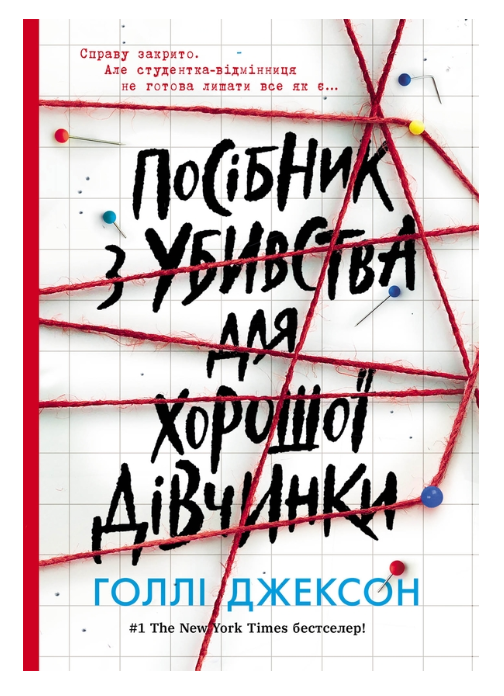 Справу закрито.
Але студентка-відмінниця
не готова лишати все як є...
ПОСІБНИК
З УБИВСТВА
ДЛЯ
ХОРОШОЇ
ДІВЧИНКИ
ГОЛЛІ ДЖЕКСОН
#1 The New York Times бестселер!